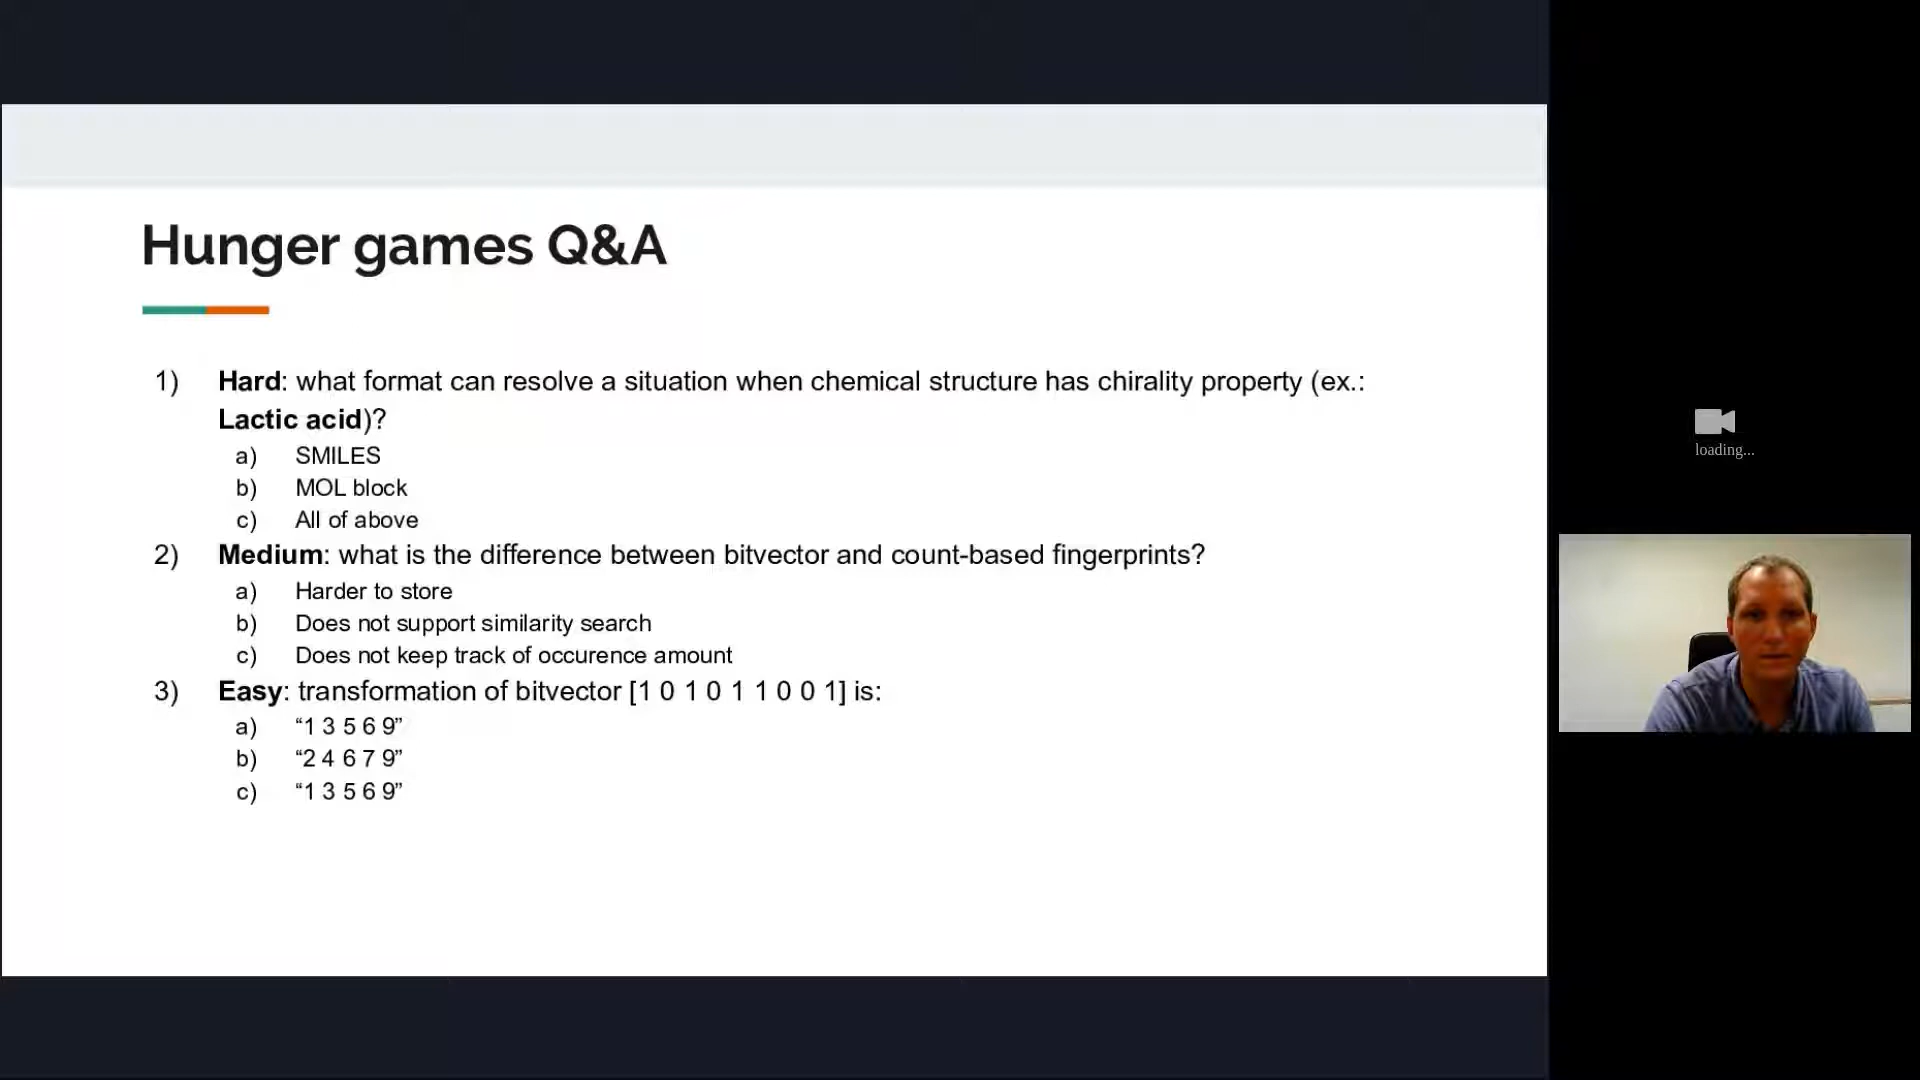 Hunger games Q&A
1) Hard: what format can resolve a situation when chemical structure has chirality property (ex.:
Lactic acid)?
a) SMILES
b) MOL block
c) All of above
2) Medium: what is the difference between bitvector and count-based fingerprints?
a) Harder to store
b) Does not support similarity search
c) Does not keep track of occurence amount
3) Easy: transformation of bitvector [1 0 1 0 1 1 0 0 1] is:
a) “1 3 5 6 9”
b) “2 4 6 7 9”
c) “1 3 5 6 9”
loading...